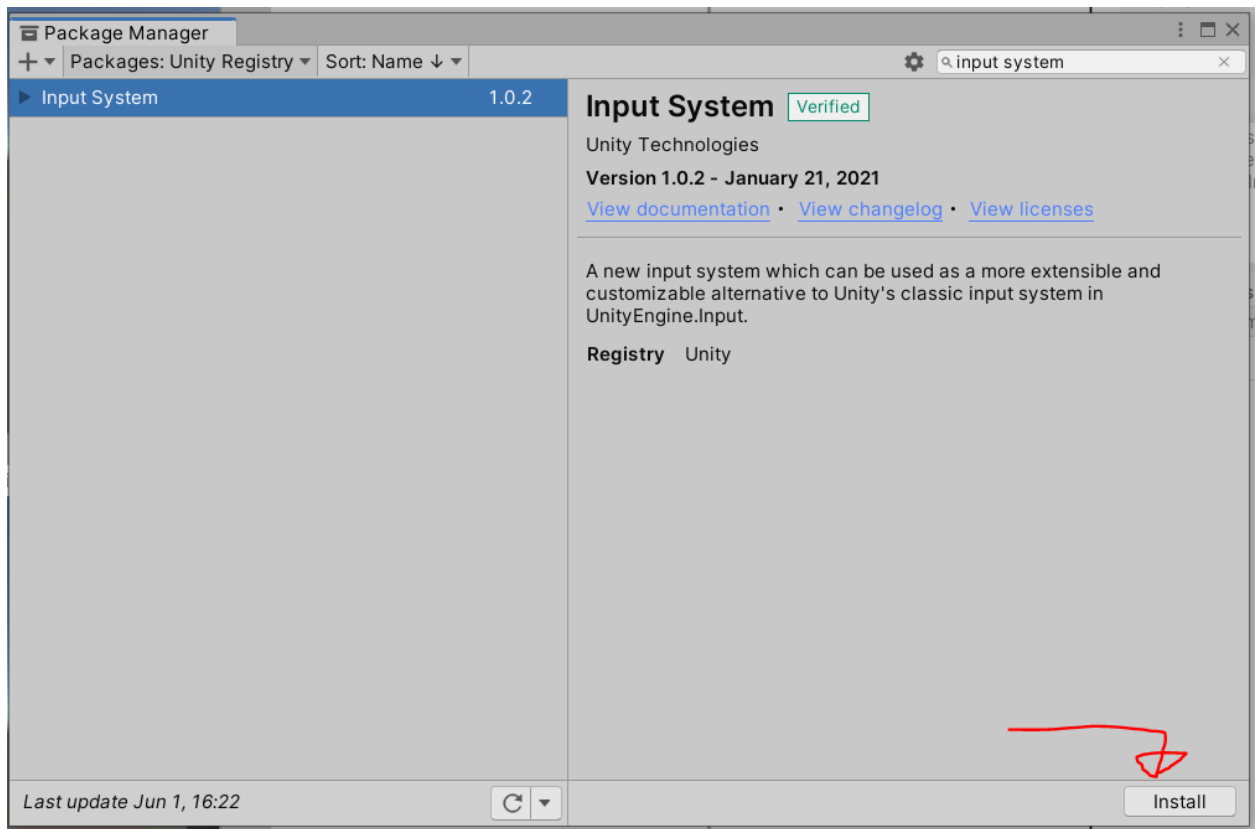 Package Manager
Packages: Unity Registry Sort: Name input system
Input System 1.0.2
Input System Verified
Unity Technologies
Version 1.0.2 - January 21, 2021
View documentation • View changelog • View licenses
A new input system which can be used as a more extensible and
customizable alternative to Unity's classic input system in
UnityEngine.Input.
Registry Unity
Last update Jun 1, 16:22
Install